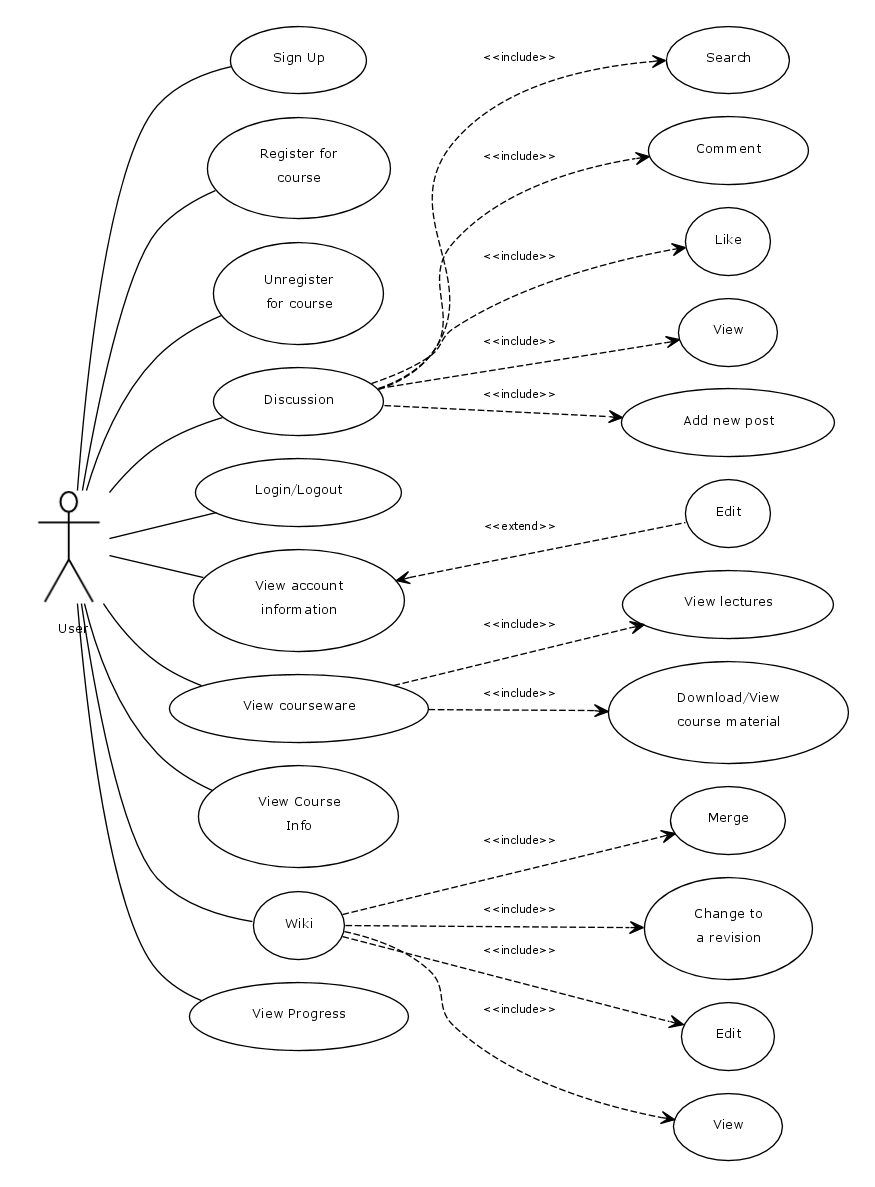 Sign Up
<<include>>
Search
Register for
course
<<include>>
Comment
Unregister
for course
<<include>>
Like
<<include>>
View
Discussion
<<include>>
Add new post
Login/Logout
<<extend>>
Edit
View account
information
<<include>>
View lectures
User
View courseware
<<include>>
Download/View
course material
View Course
Info
<<include>>
Merge
Wiki
<<include>>
Change to
a revision
<<include>>
Edit
View Progress
<<include>>
View